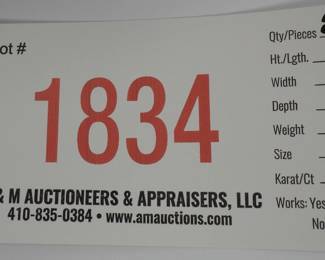 ot #
1834
& M AUCTIONEERS & APPRAISERS, LLC
410-835-0384 • www.amauctions.com
Qty/Pieces
Ht./Lgth.
Width
Depth
Weight
Size
Karat/Ct
Works: Yes
No